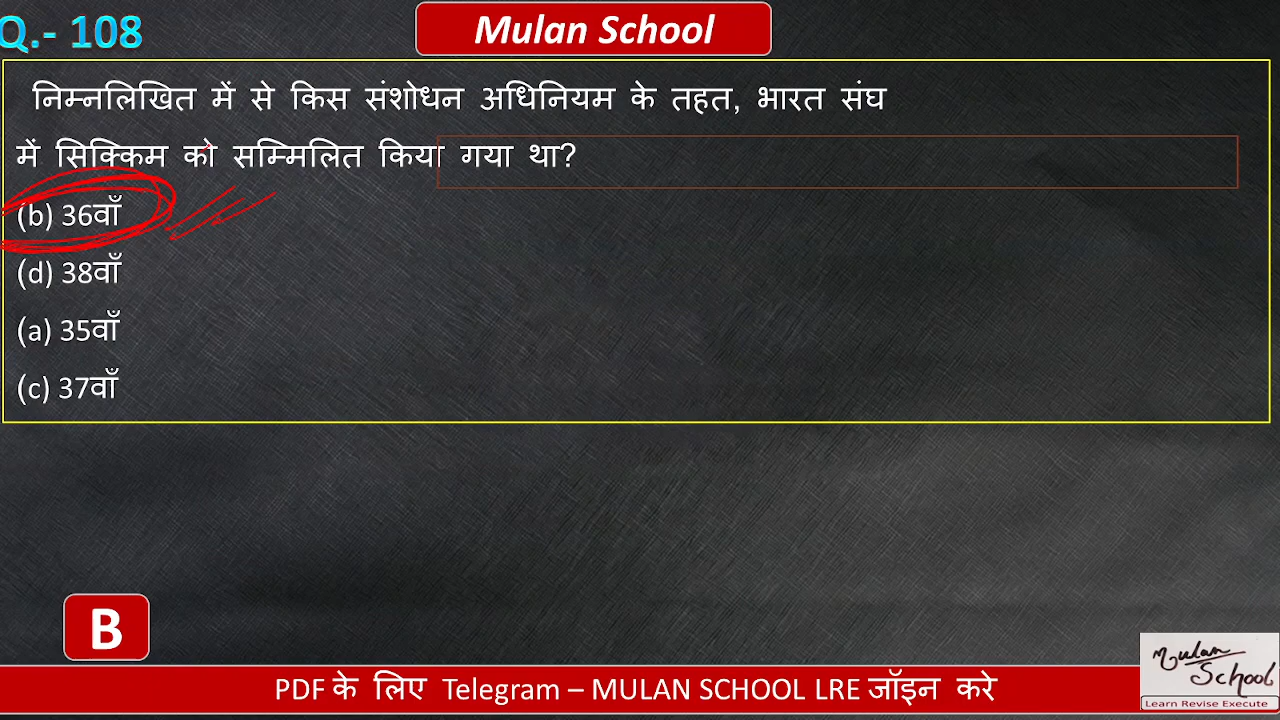 Q.- 108
Mulan School
निम्नलिखित में से किस संशोधन अधिनियम के तहत, भारत संघ
में सिक्किम को सम्मिलित किया गया था?
(b) 36वाँ
(d) 38वाँ
(a) 35वाँ
(c) 37वाँ
B
PDF के लिए Telegram – MULAN SCHOOL LRE जॉइन करे
Mulan
School
Learn Revise Execute